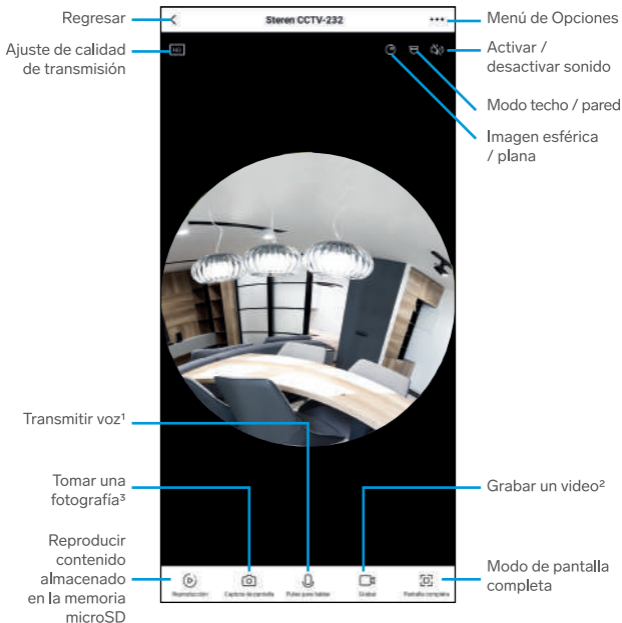 Regresar
Steren CCTV-232
Menú de Opciones
Ajuste de calidad
de transmisión
HD
Activar /
desactivar sonido
Modo techo / pared
Imagen esférica
/ plana
Transmitir voz¹
Tomar una
fotografía³
Grabar un video²
Reproducir
contenido
almacenado
en la memoria
microSD
Modo de pantalla
completa
Reproducción
Captura de pantalla
Pulse para hablar
Grabar
Pantalla completa